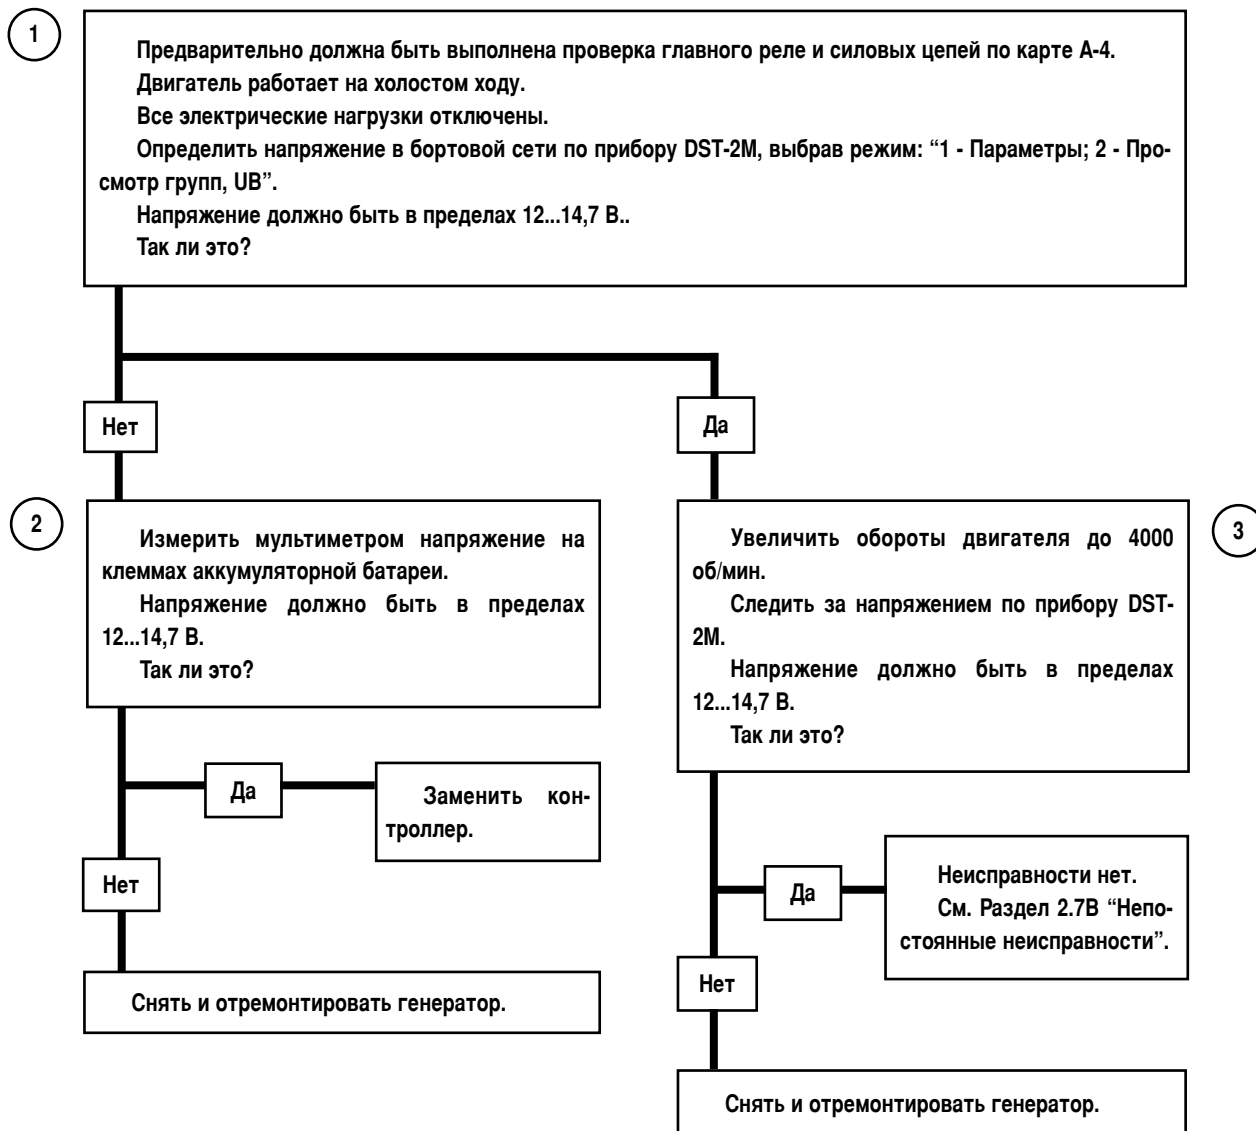 1
Предварительно должна быть выполнена проверка главного реле и силовых цепей по карте А-4.
Двигатель работает на холостом ходу.
Все электрические нагрузки отключены.
Определить напряжение в бортовой сети по прибору DST-2М, выбрав режим: “1 - Параметры; 2 - Про-
смотр групп, UB”.
Напряжение должно быть в пределах 12...14,7 В..
Так ли это?
Нет
Да
2
Измерить мультиметром напряжение на
клеммах аккумуляторной батареи.
Напряжение должно быть в пределах
12...14,7 В.
Так ли это?
3
Увеличить обороты двигателя до 4000
об/мин.
Следить за напряжением по прибору DST-
2М.
Напряжение должно быть в пределах
12...14,7 В.
Так ли это?
Да
Заменить кон-
троллер.
Нет
Снять и отремонтировать генератор.
Да
Неисправности нет.
См. Раздел 2.7В “Непо-
стоянные неисправности”.
Нет
Снять и отремонтировать генератор.